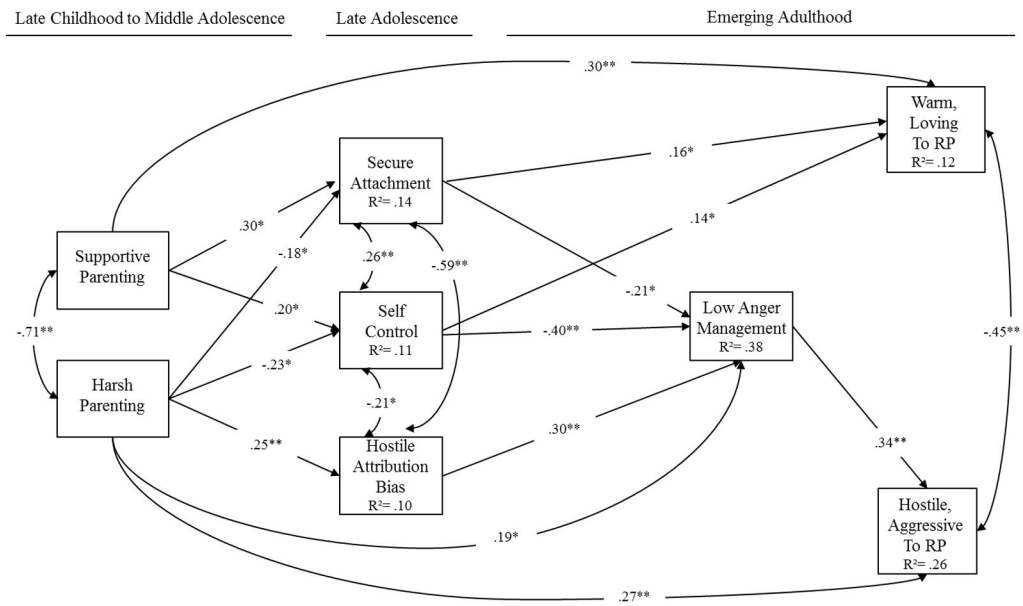 Late Childhood to Middle Adolescence
Late Adolescence
Emerging Adulthood
.30**
Warm,
Loving
To RP
R²= .12
Secure
Attachment
R²= .14
.16*
.14*
.30*
-.18*
.26**
-.59**
Supportive
Parenting
.20*
-.21*
Self
Control
R²= .11
Low Anger
Management
R²= .38
-.40**
-.71**
-.45**
-.23*
Harsh
Parenting
-.21*
.25**
.30**
.34**
Hostile
Attribution
Bias
R²= .10
Hostile,
Aggressive
To RP
R²= .26
.19*
.27**